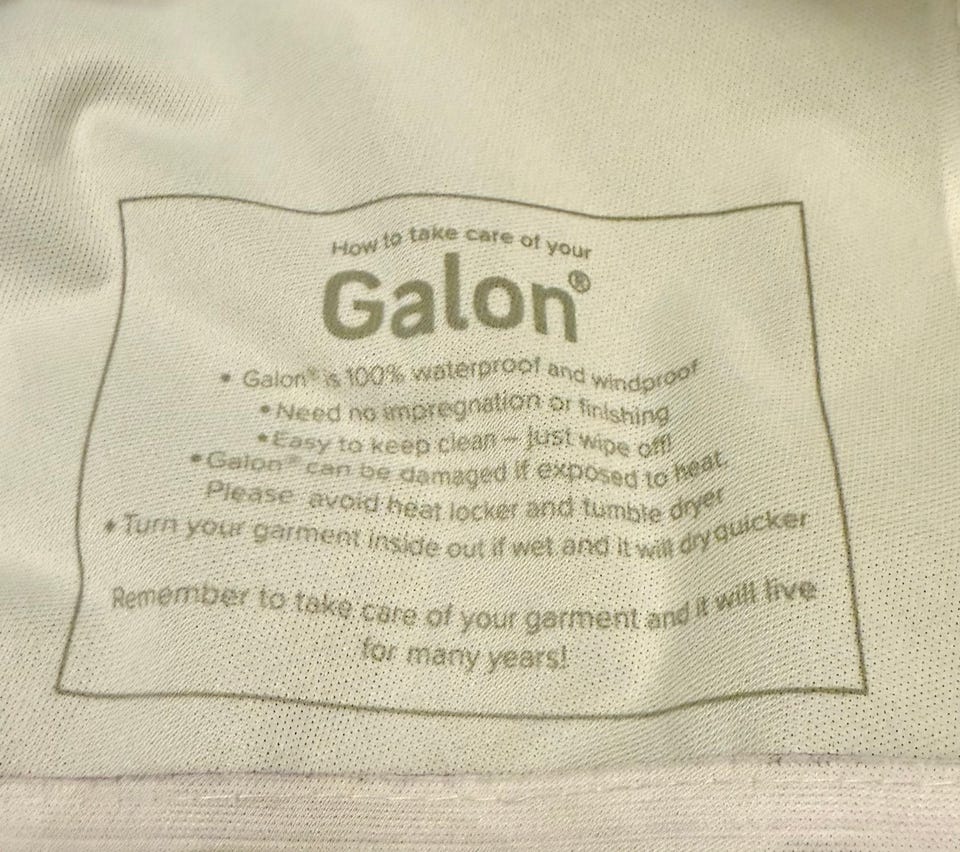 How to take care of your
Galon®
• Galon® is 100% waterproof and windproof
• Need no impregnation or finishing
• Easy to keep clean – just wipe off!
• Galon® can be damaged if exposed to heat.
Please avoid heat locker and tumble dryer
• Turn your garment inside out if wet and it will dry quicker
Remember to take care of your garment and it will live
for many years!